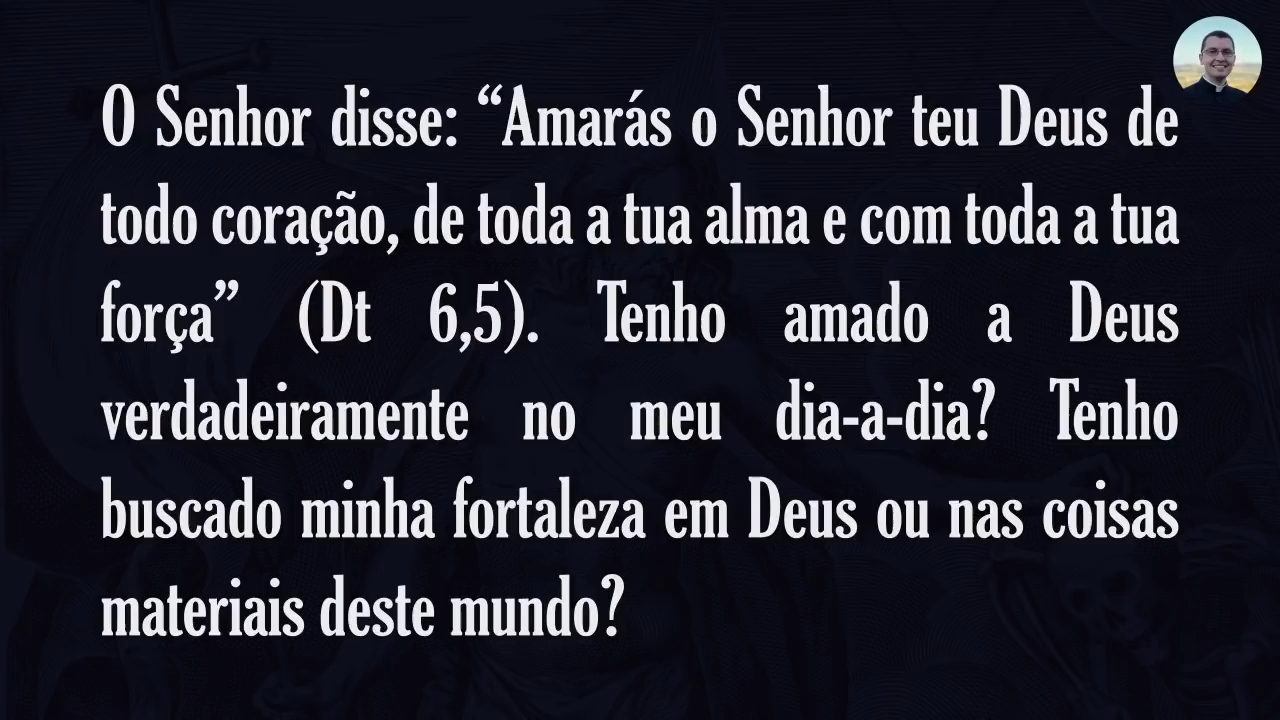 O Senhor disse: “Amarás o Senhor teu Deus de
todo coração, de toda a tua alma e com toda a tua
força” (Dt 6,5). Tenho amado a Deus
verdadeiramente no meu dia-a-dia? Tenho
buscado minha fortaleza em Deus ou nas coisas
materiais deste mundo?